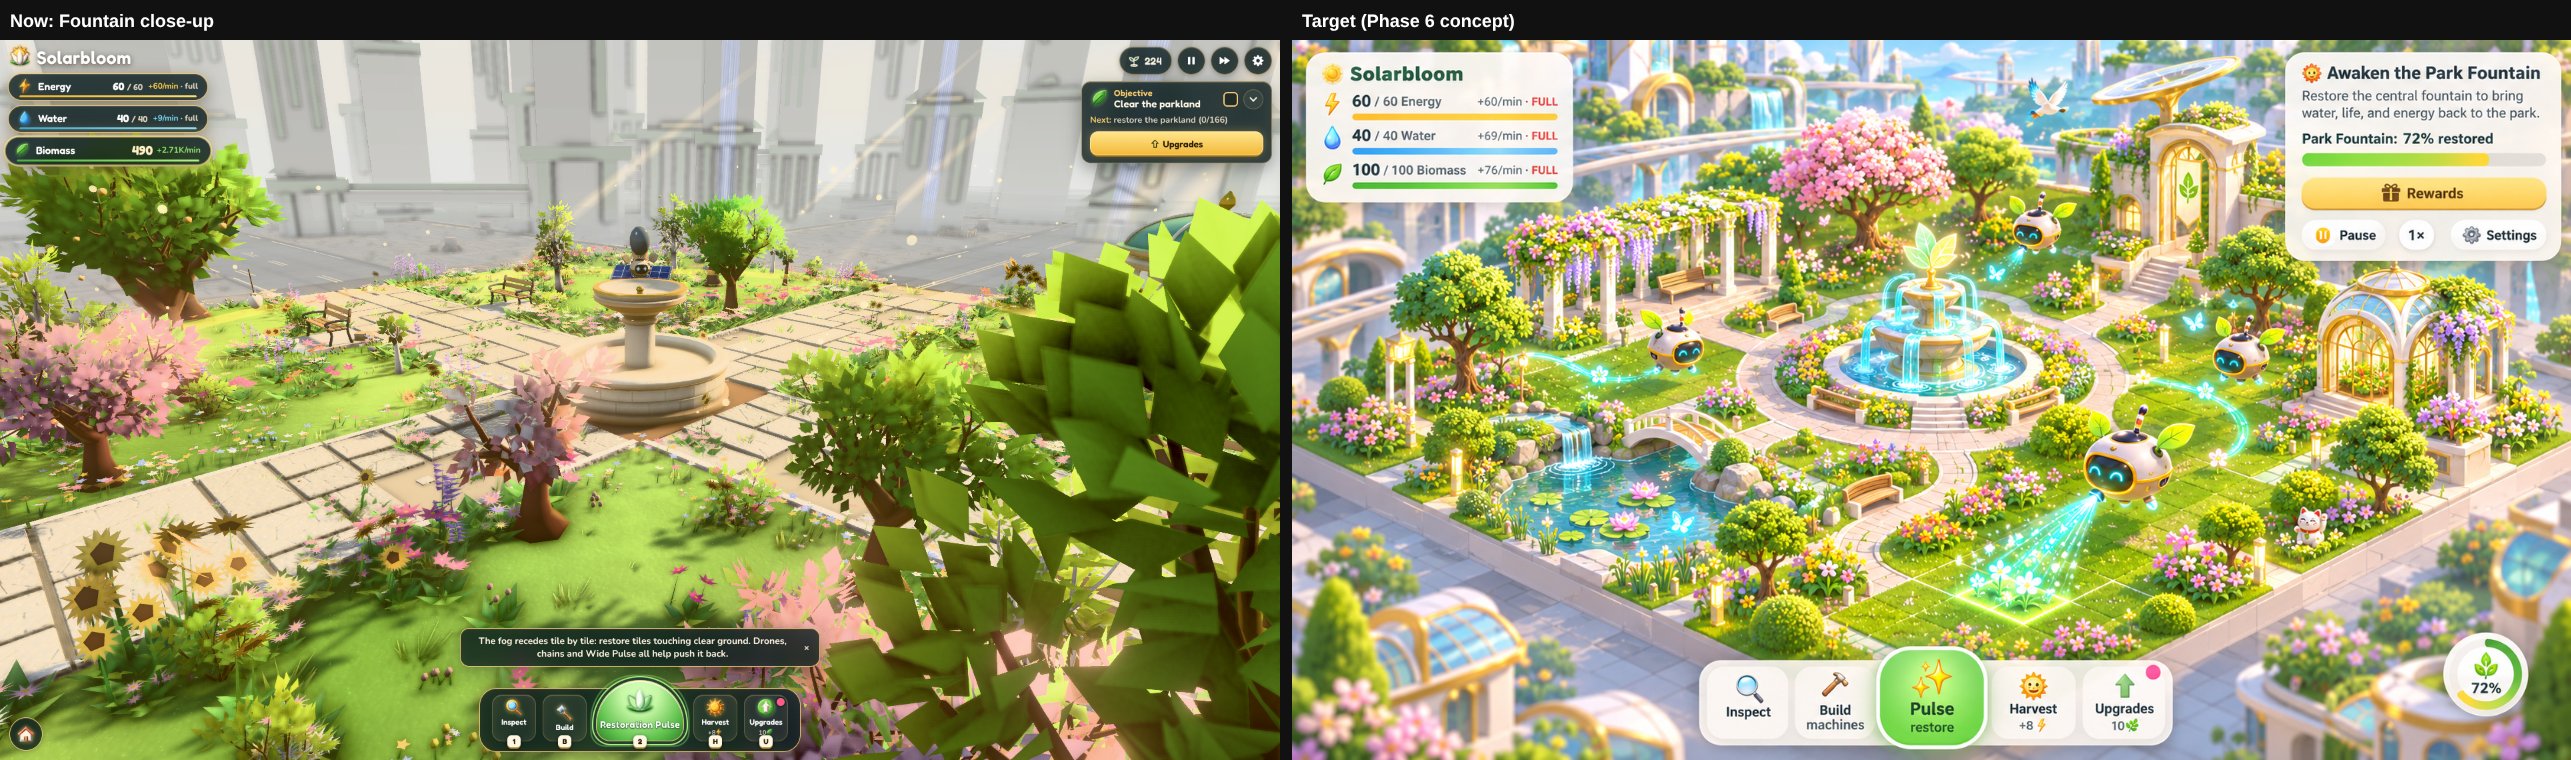 Now: Fountain close-up
Solarbloom
Energy 60 / 60 +60/min · full
Water 40 / 40 +9/min · full
Biomass 490 +2.71K/min
224
Objective
Clear the parkland
Next: restore the parkland (0/166)
Upgrades
The fog recedes tile by tile: restore tiles touching clear ground. Drones,
chains and Wide Pulse all help push it back.
×
Inspect
1
Build
B
Restoration Pulse
2
Harvest
+8
H
Upgrades
10
U
Target (Phase 6 concept)
Solarbloom
60 / 60 Energy +60/min · FULL
40 / 40 Water +69/min · FULL
100 / 100 Biomass +76/min · FULL
Awaken the Park Fountain
Restore the central fountain to bring
water, life, and energy back to the park.
Park Fountain: 72% restored
Rewards
Pause
1×
Settings
Inspect
Build
machines
Pulse
restore
Harvest
+8
Upgrades
10
72%